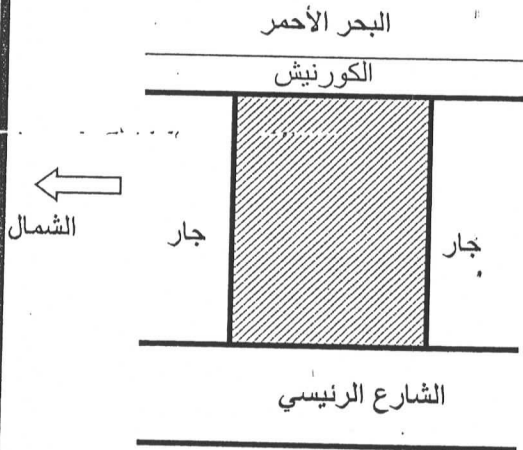 البحر الأحمر
الكورنيش
الشمال
جار
جار
الشارع الرئيسي